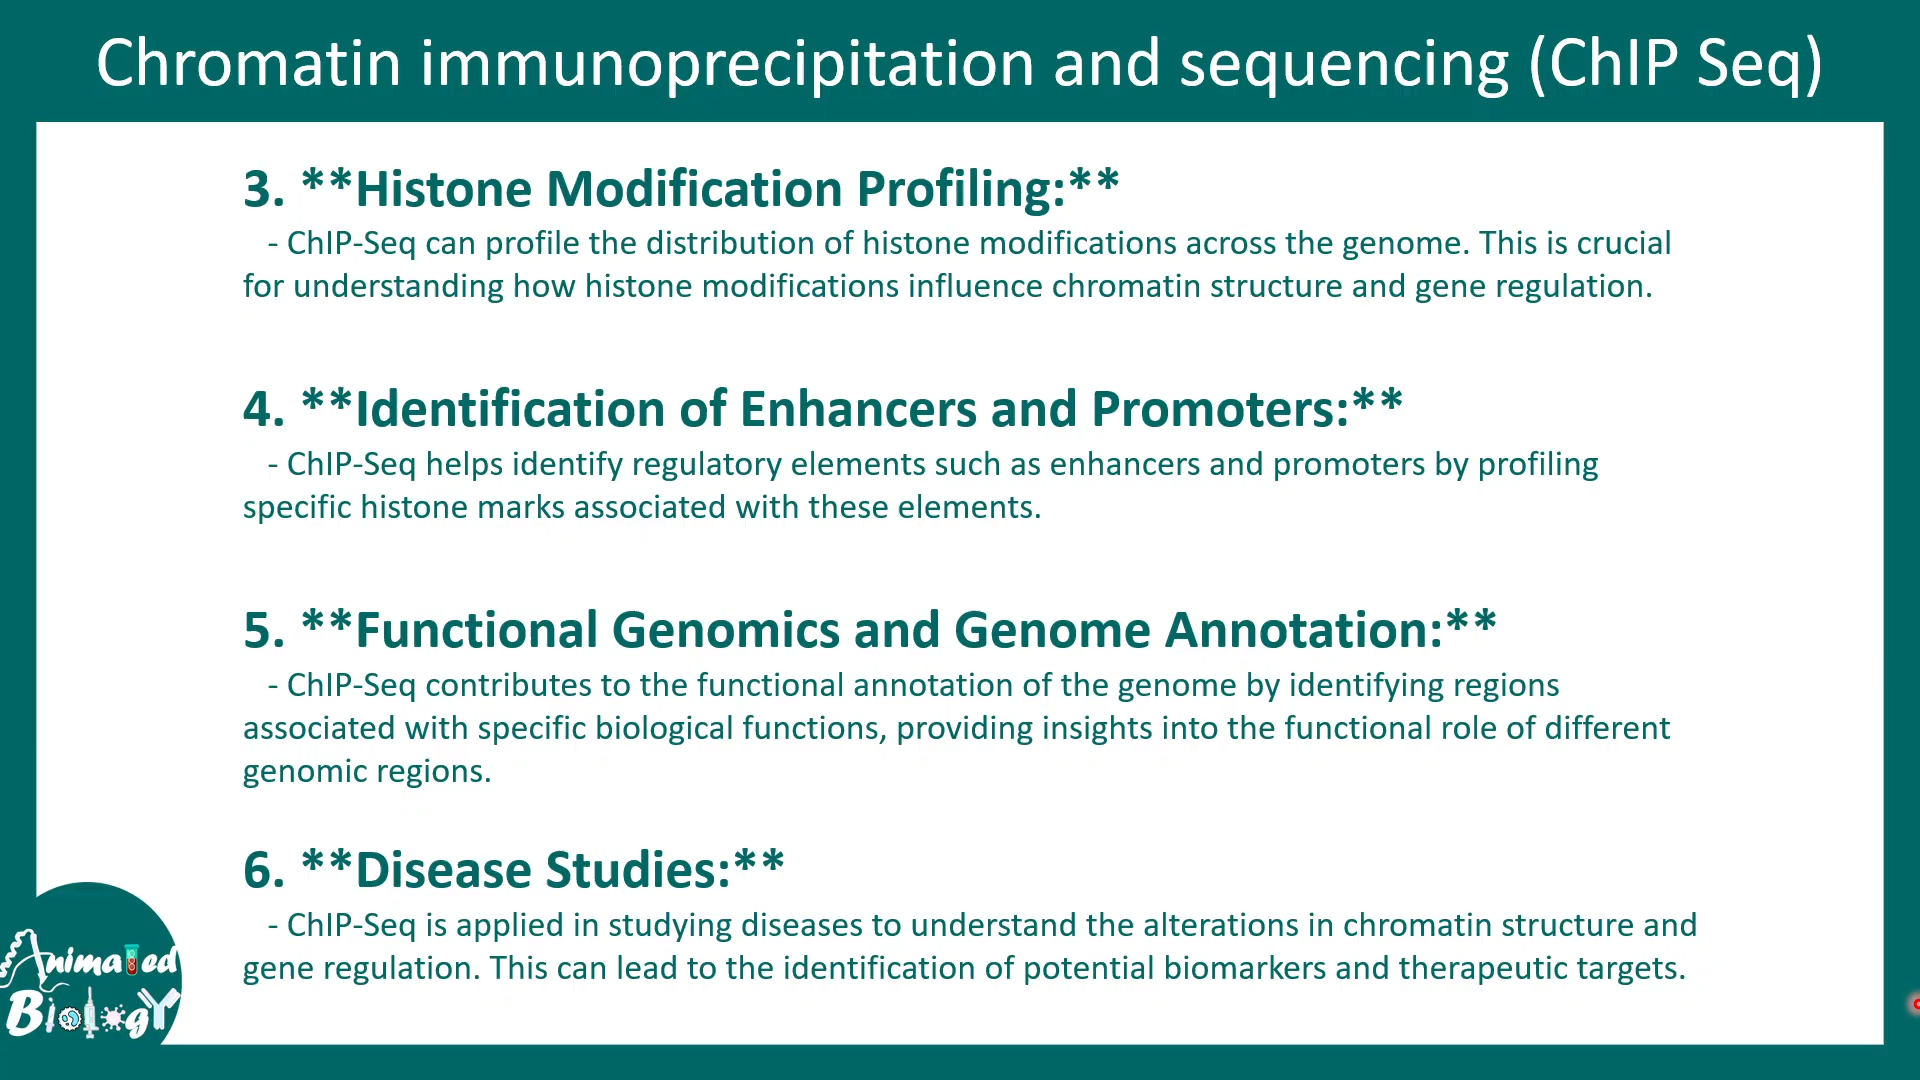 Chromatin immunoprecipitation and sequencing (ChIP Seq)
3. **Histone Modification Profiling:**
- ChIP-Seq can profile the distribution of histone modifications across the genome. This is crucial
for understanding how histone modifications influence chromatin structure and gene regulation.
4. **Identification of Enhancers and Promoters:**
- ChIP-Seq helps identify regulatory elements such as enhancers and promoters by profiling
specific histone marks associated with these elements.
5. **Functional Genomics and Genome Annotation:**
- ChIP-Seq contributes to the functional annotation of the genome by identifying regions
associated with specific biological functions, providing insights into the functional role of different
genomic regions.
6. **Disease Studies:**
- ChIP-Seq is applied in studying diseases to understand the alterations in chromatin structure and
gene regulation. This can lead to the identification of potential biomarkers and therapeutic targets.
Animated
Biology